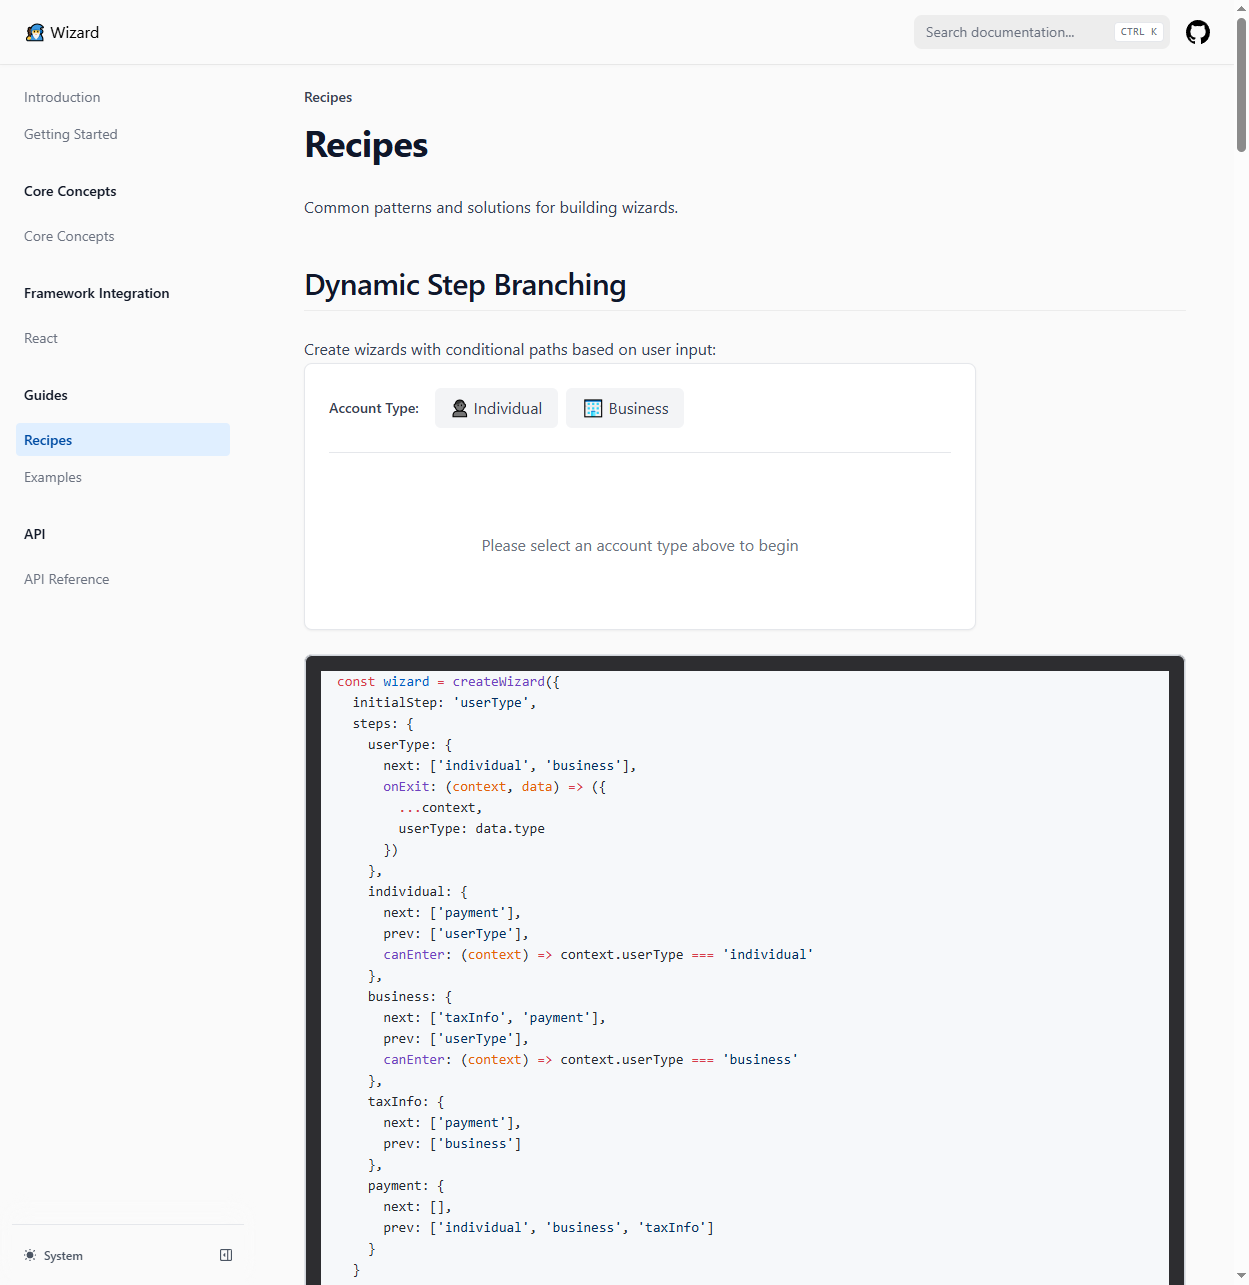 Wizard
Search documentation...
CTRL K
Introduction
Getting Started
Core Concepts
Core Concepts
Framework Integration
React
Guides
Recipes
Examples
API
API Reference
System
Recipes
Recipes
Common patterns and solutions for building wizards.
Dynamic Step Branching
Create wizards with conditional paths based on user input:
Account Type:
Individual
Business
Please select an account type above to begin
const wizard = createWizard({
  initialStep: 'userType',
  steps: {
    userType: {
      next: ['individual', 'business'],
      onExit: (context, data) => ({
        ...context,
        userType: data.type
      })
    },
    individual: {
      next: ['payment'],
      prev: ['userType'],
      canEnter: (context) => context.userType === 'individual'
    },
    business: {
      next: ['taxInfo', 'payment'],
      prev: ['userType'],
      canEnter: (context) => context.userType === 'business'
    },
    taxInfo: {
      next: ['payment'],
      prev: ['business']
    },
    payment: {
      next: [],
      prev: ['individual', 'business', 'taxInfo']
    }
  }